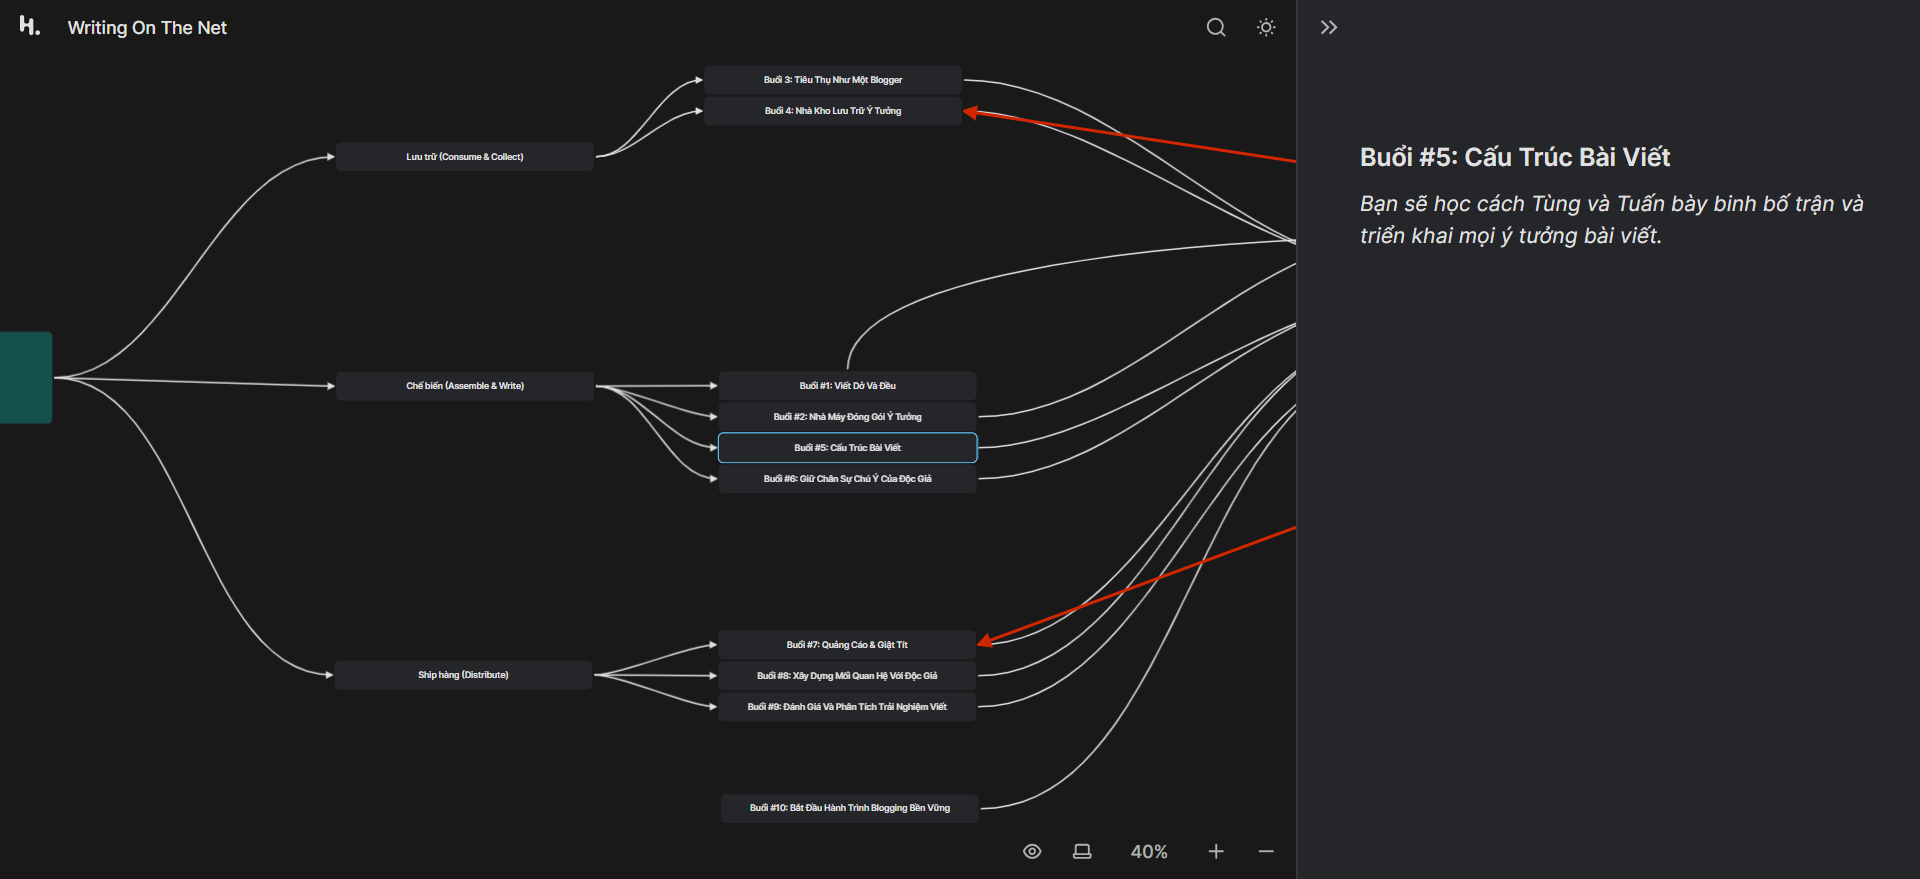 H.
Writing On The Net
Buổi 3: Tiêu Thụ Như Một Blogger
Buổi 4: Nhà Kho Lưu Trữ Ý Tưởng
Lưu trữ (Consume & Collect)
Chế biến (Assemble & Write)
Buổi #1: Viết Dở Và Đều
Buổi #2: Nhà Máy Đóng Gói Ý Tưởng
Buổi #5: Cấu Trúc Bài Viết
Buổi #6: Giữ Chân Sự Chú Ý Của Độc Giả
Ship hàng (Distribute)
Buổi #7: Quảng Cáo & Giật Tít
Buổi #8: Xây Dựng Mối Quan Hệ Với Độc Giả
Buổi #9: Đánh Giá Và Phân Tích Trải Nghiệm Viết
Buổi #10: Bắt Đầu Hành Trình Blogging Bền Vững
40%
Buổi #5: Cấu Trúc Bài Viết
Bạn sẽ học cách Tùng và Tuấn bày binh bố trận và
triển khai mọi ý tưởng bài viết.